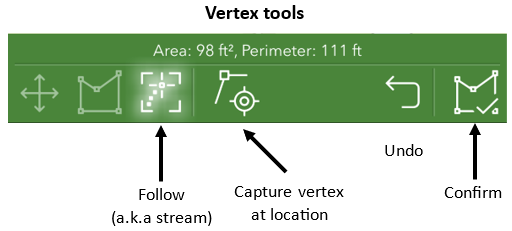 Vertex tools
Area: 98 ft², Perimeter: 111 ft
Undo
Follow
(a.k.a stream)
Capture vertex
at location
Confirm